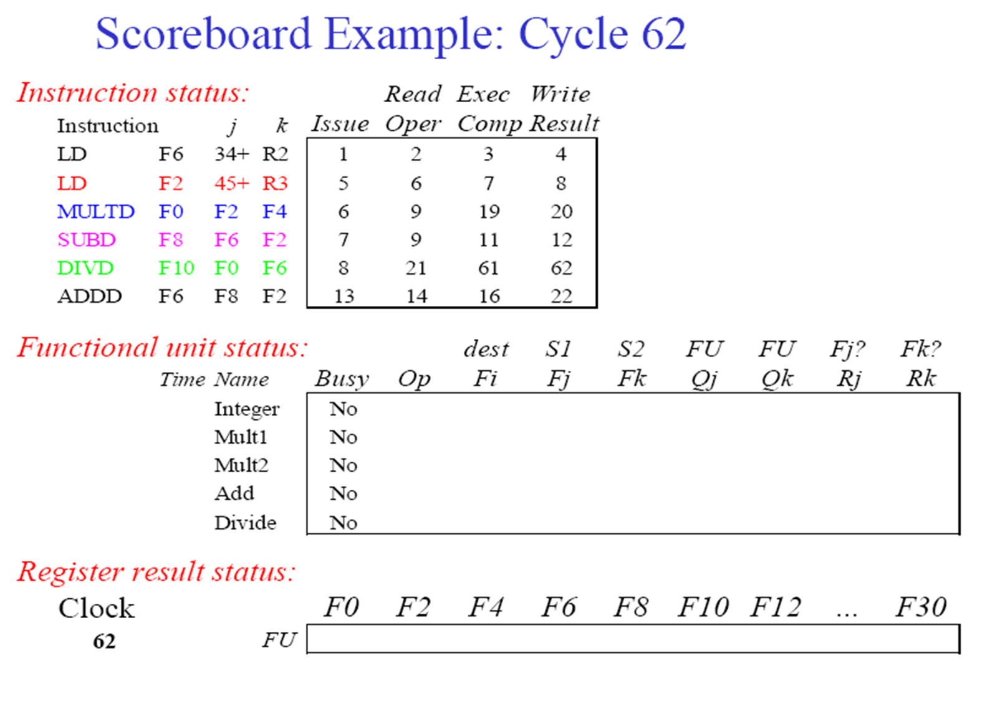 Scoreboard Example: Cycle 62
Instruction status: Read Exec Write
Instruction j k Issue Oper Comp Result
LD F6 34+ R2 1 2 3 4
LD F2 45+ R3 5 6 7 8
MULTD F0 F2 F4 6 9 19 20
SUBD F8 F6 F2 7 9 11 12
DIVD F10 F0 F6 8 21 61 62
ADDD F6 F8 F2 13 14 16 22
Functional unit status: dest S1 S2 FU FU Fj? Fk?
Time Name Busy Op Fi Fj Fk Qj Qk Rj Rk
Integer No
Mult1 No
Mult2 No
Add No
Divide No
Register result status:
Clock F0 F2 F4 F6 F8 F10 F12 ... F30
62 FU